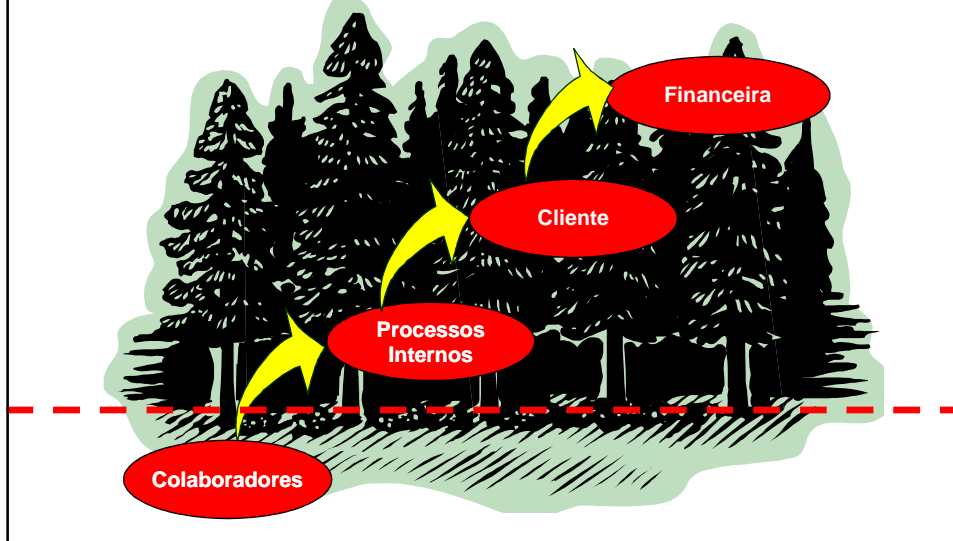 Financeira
Cliente
Processos
Internos
Colaboradores